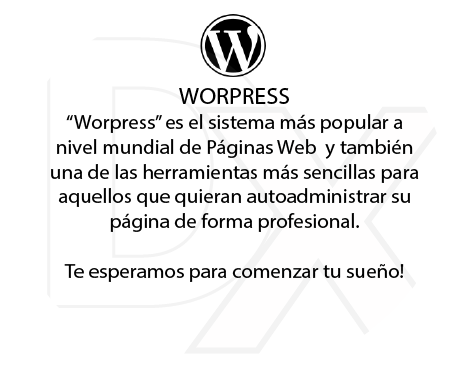 WORPRESS
“Worpress” es el sistema más popular a
nivel mundial de Páginas Web  y también
una de las herramientas más sencillas para
aquellos que quieran autoadministrar su
página de forma profesional.
Te esperamos para comenzar tu sueño!
DX